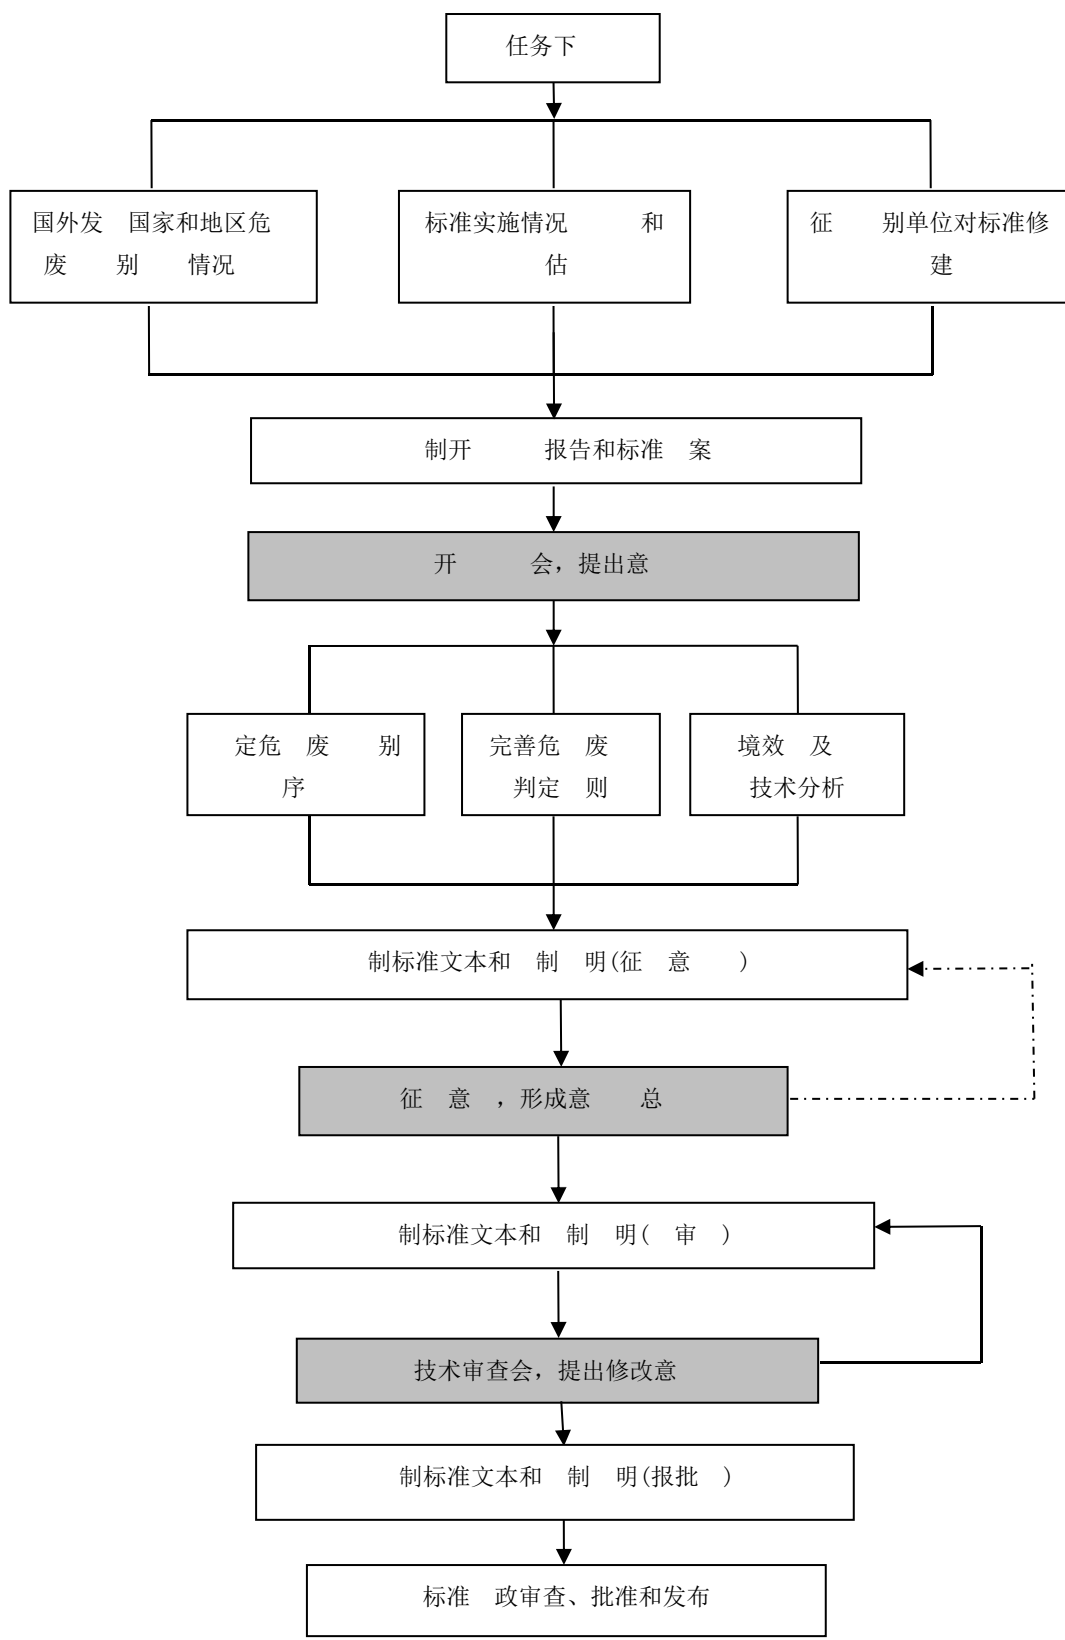 任务下
国外发 国家和地区危
废 别 情况
标准实施情况 和
估
征 别单位对标准修
建
制开 报告和标准 案
开 会，提出意
定危 废 别
序
完善危 废
判定 则
境效 及
技术分析
制标准文本和 制 明(征 意 )
征 意 ，形成意 总
制标准文本和 制 明( 审 )
技术审查会，提出修改意
制标准文本和 制 明(报批 )
标准 政审查、批准和发布